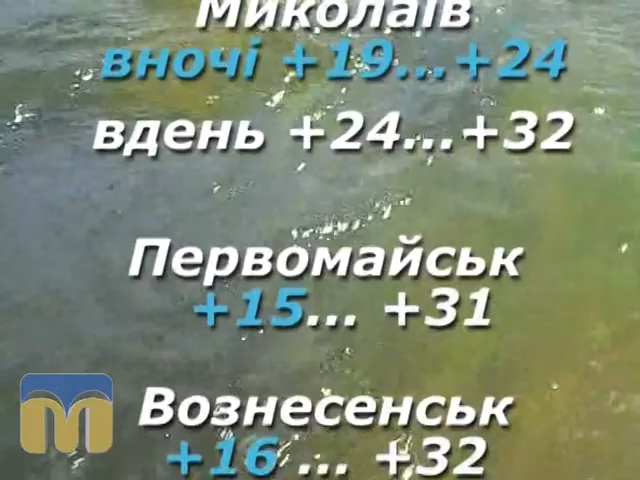 Миколаїв
вночі +19...+24
вдень +24...+32
Первомайськ
+15... +31
Вознесенськ
+16 ... +32